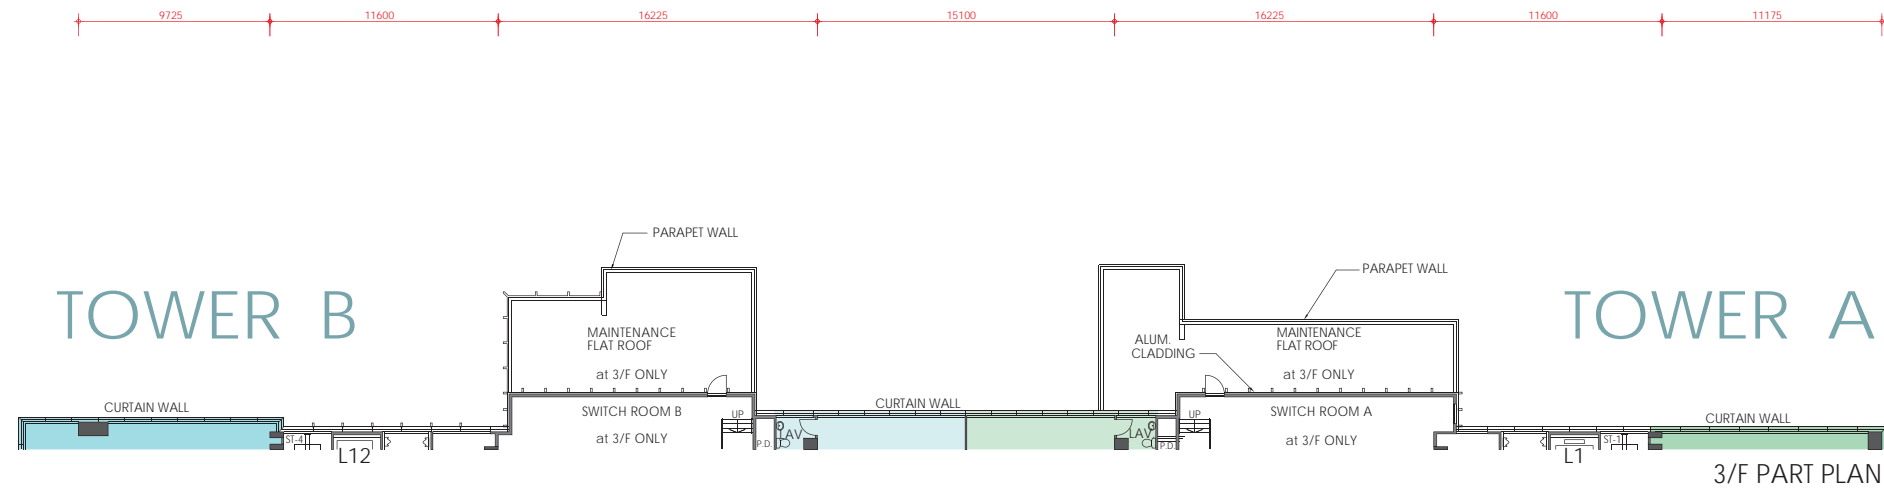 9725 11600 16225 15100 16225 11600 11175
PARAPET WALL
PARAPET WALL
TOWER B
TOWER A
MAINTENANCE
FLAT ROOF
at 3/F ONLY
ALUM.
CLADDING
MAINTENANCE
FLAT ROOF
at 3/F ONLY
CURTAIN WALL
SWITCH ROOM B
at 3/F ONLY
UP
CURTAIN WALL
UP
SWITCH ROOM A
at 3/F ONLY
CURTAIN WALL
ST-4
L12
P.D.
LAV
LAV
P.D.
L1
ST-1
3/F PART PLAN